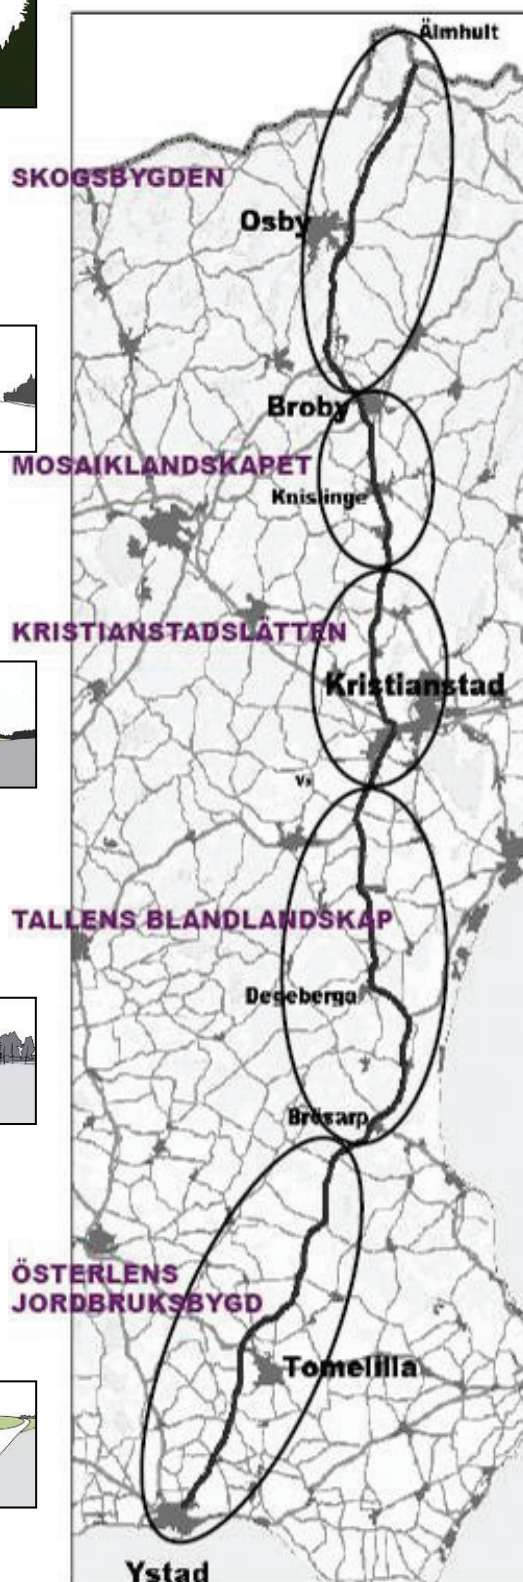 Älmhult
SKOGSBYGDEN
Osby
Broby
MOSAIKLANDSKAPET
Knislinge
KRISTIANSTADSLÄTTEN
Kristianstad
TALLENS BLANDLANDSKAP
Degeberga
Brösarp
ÖSTERLENS
JORDBRUKSBYGD
Tomelilla
Ystad